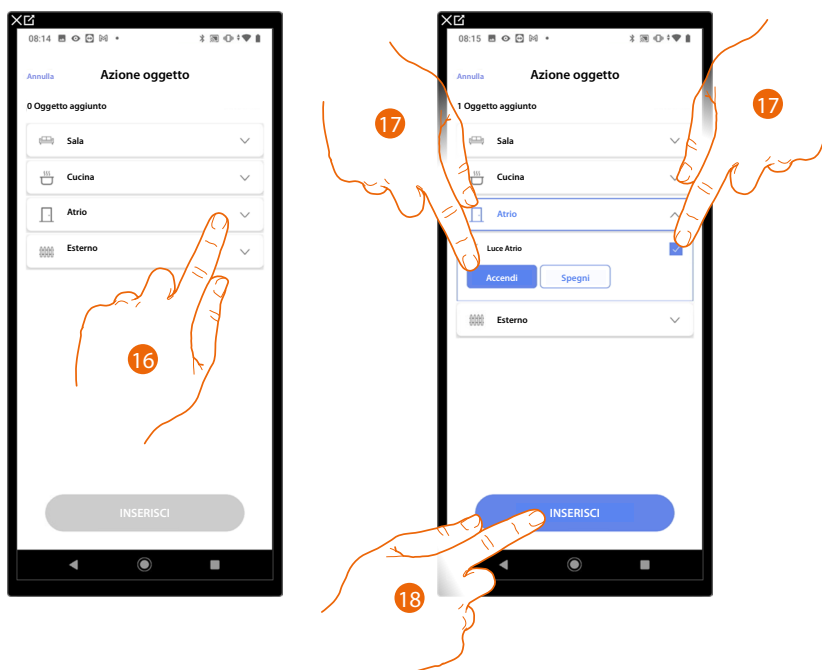 08:14
Annulla Azione oggetto
0 Oggetto aggiunto
Sala
Cucina
Atrio
Esterno
16
INSERISCI
08:15
Annulla Azione oggetto
1 Oggetto aggiunto
17
17
Sala
Cucina
Atrio
Luce Atrio
Accendi Spegni
Esterno
INSERISCI
18